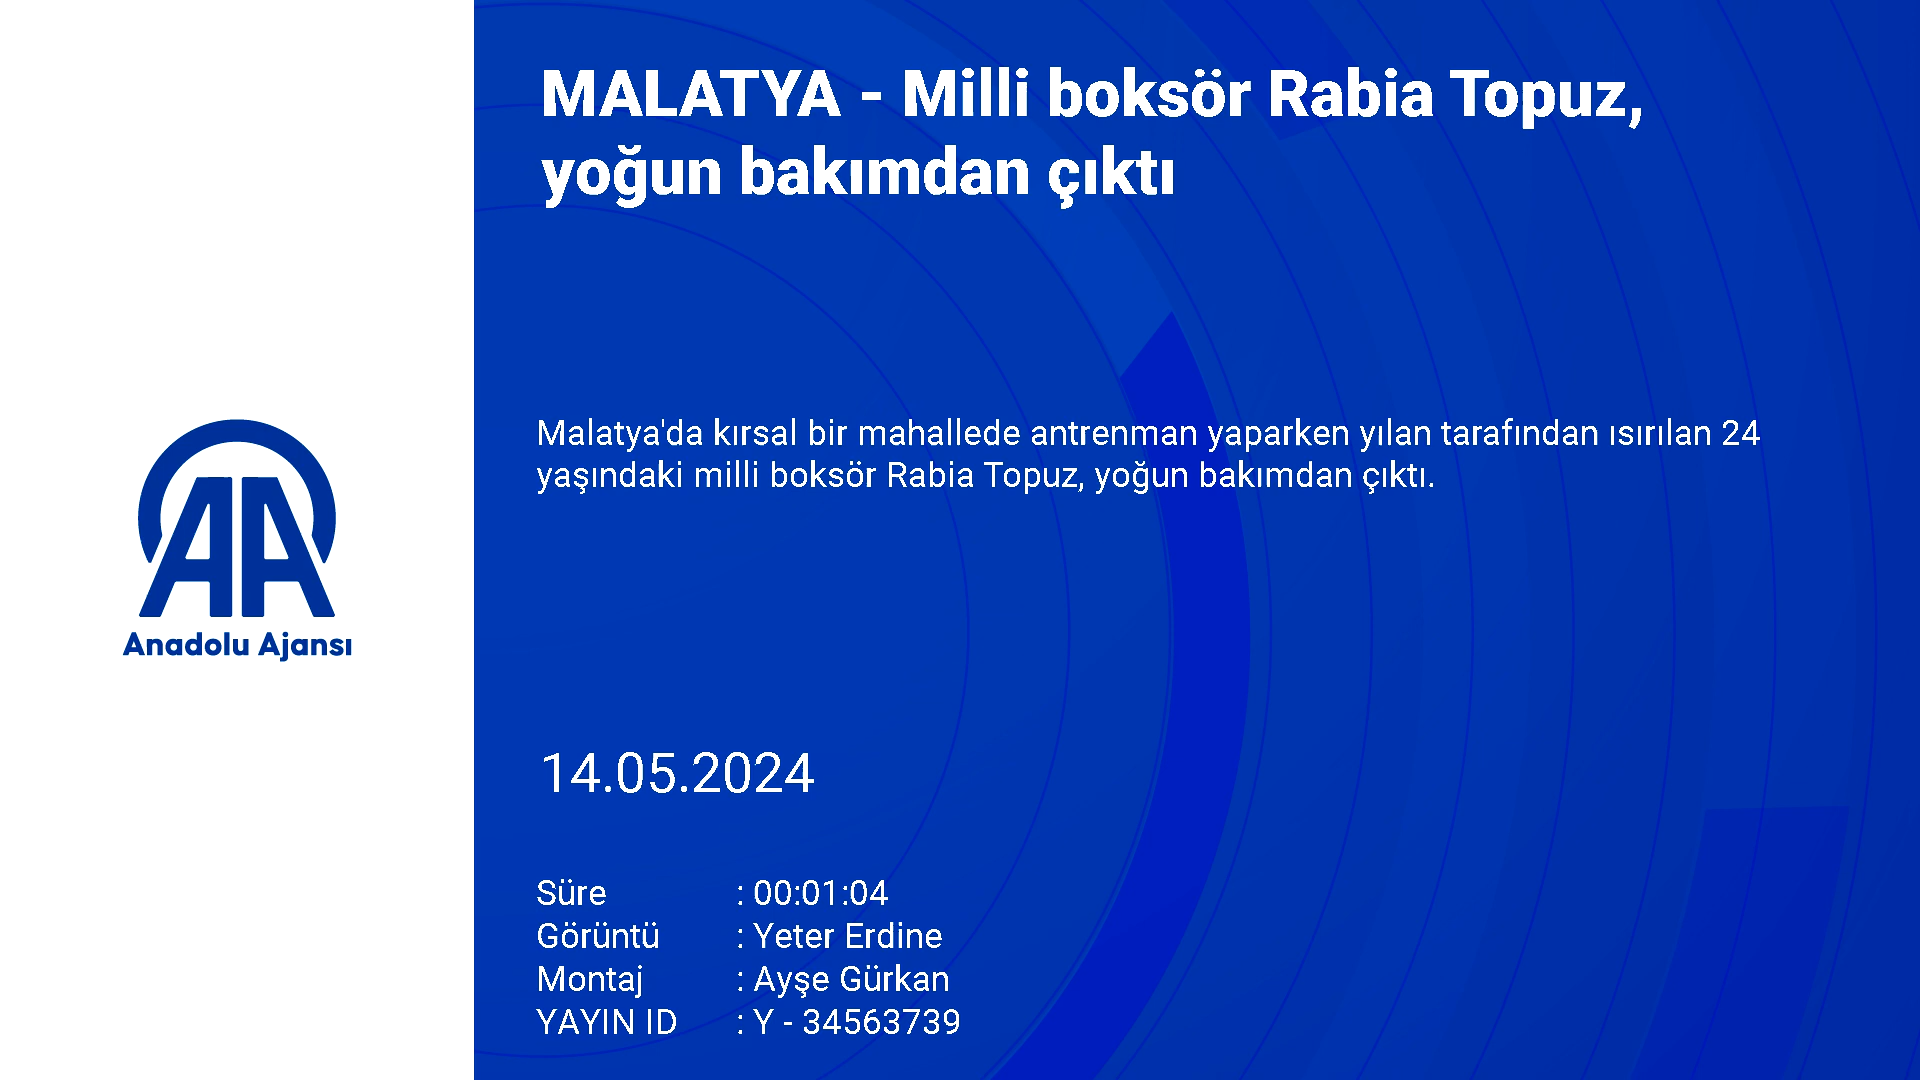 MALATYA - Milli boksör Rabia Topuz,
yoğun bakımdan çıktı
Malatya'da kırsal bir mahallede antrenman yaparken yılan tarafından ısırılan 24
yaşındaki milli boksör Rabia Topuz, yoğun bakımdan çıktı.
AA
Anadolu Ajansı
14.05.2024
Süre : 00:01:04
Görüntü : Yeter Erdine
Montaj : Ayşe Gürkan
YAYIN ID : Y - 34563739